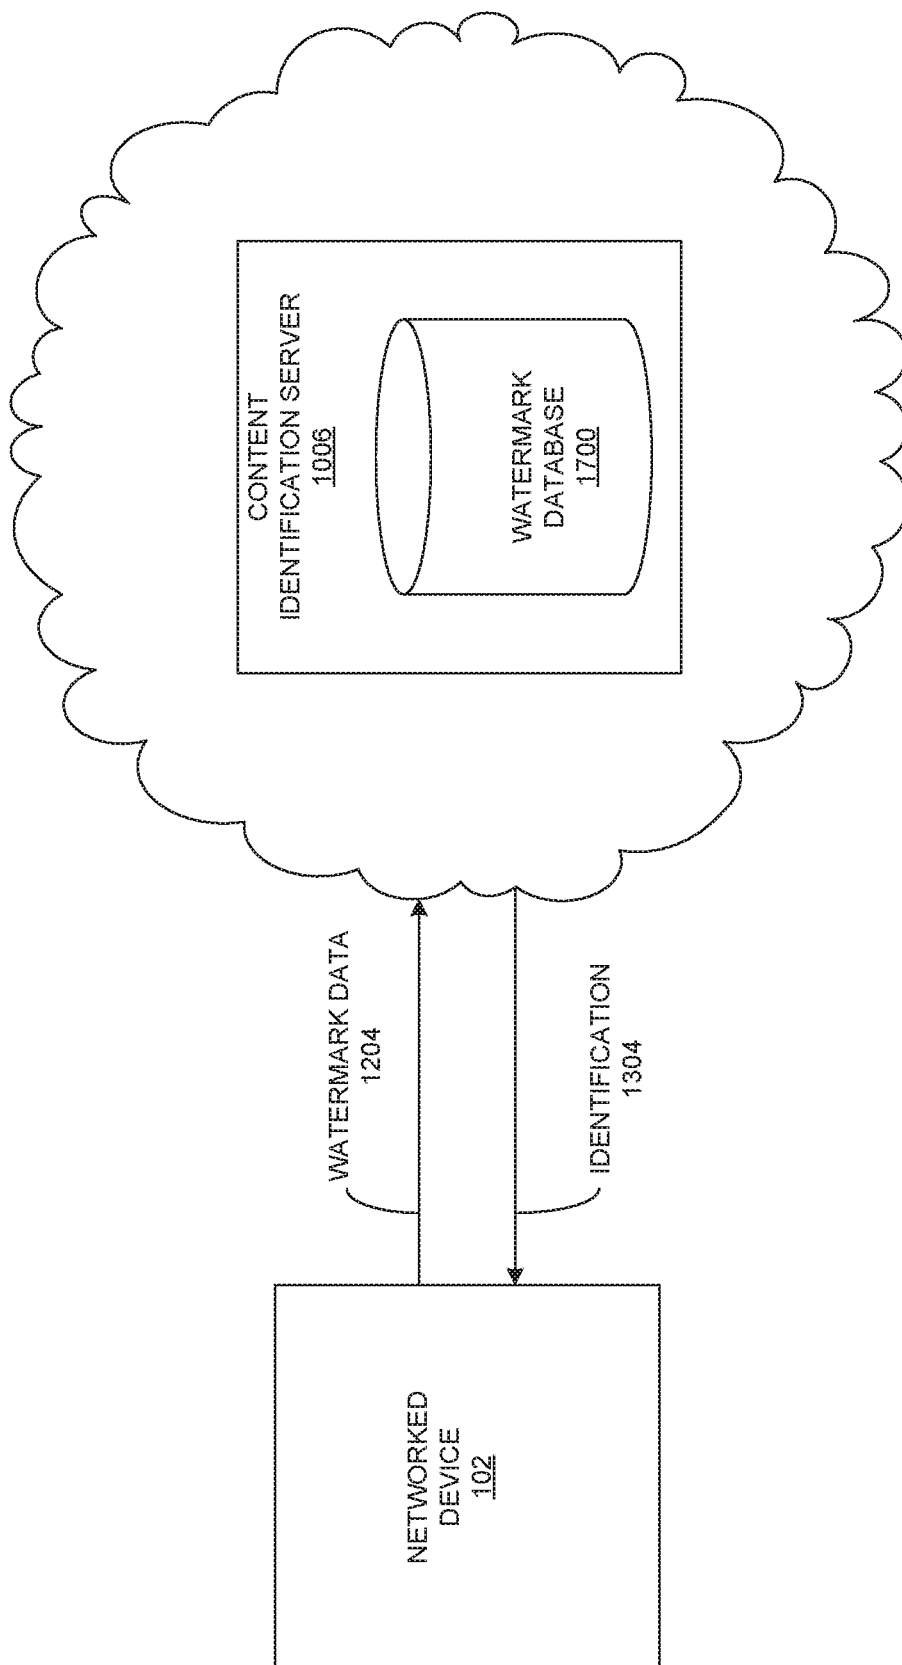 NETWORKED
DEVICE
102
WATERMARK DATA
1204
IDENTIFICATION
1304
CONTENT
IDENTIFICATION SERVER
1006
WATERMARK
DATABASE
1700